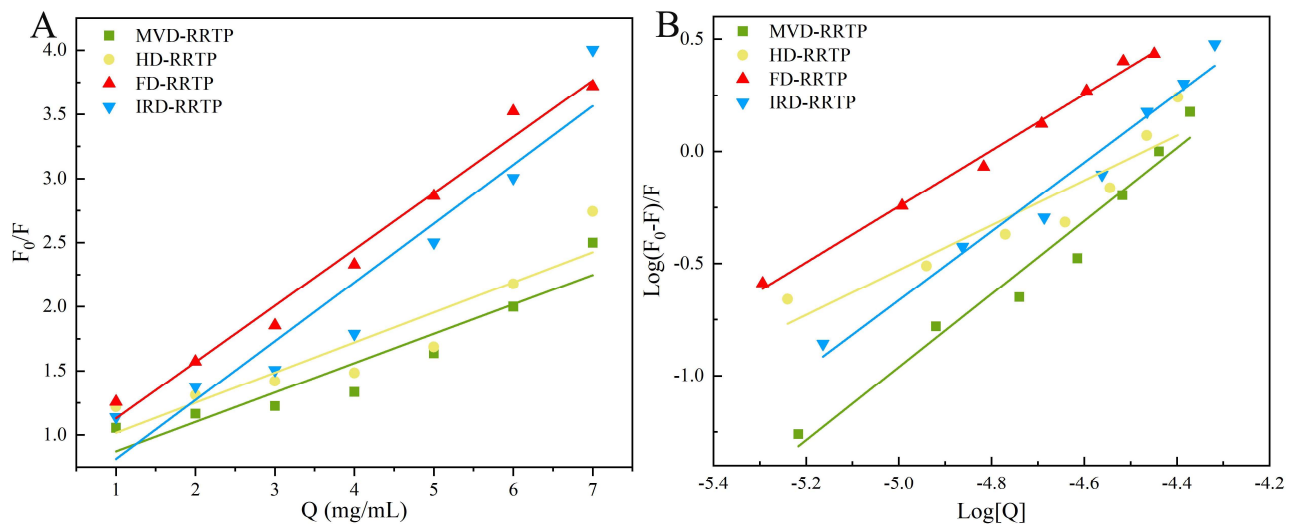 A
MVD-RRTP
HD-RRTP
FD-RRTP
IRD-RRTP
4.0
3.5
3.0
2.5
2.0
1.5
1.0
F₀/F
1 2 3 4 5 6 7
Q (mg/mL)
B
MVD-RRTP
HD-RRTP
FD-RRTP
IRD-RRTP
0.5
0.0
-0.5
-1.0
Log(F₀-F)/F
-5.4 -5.2 -5.0 -4.8 -4.6 -4.4 -4.2
Log[Q]